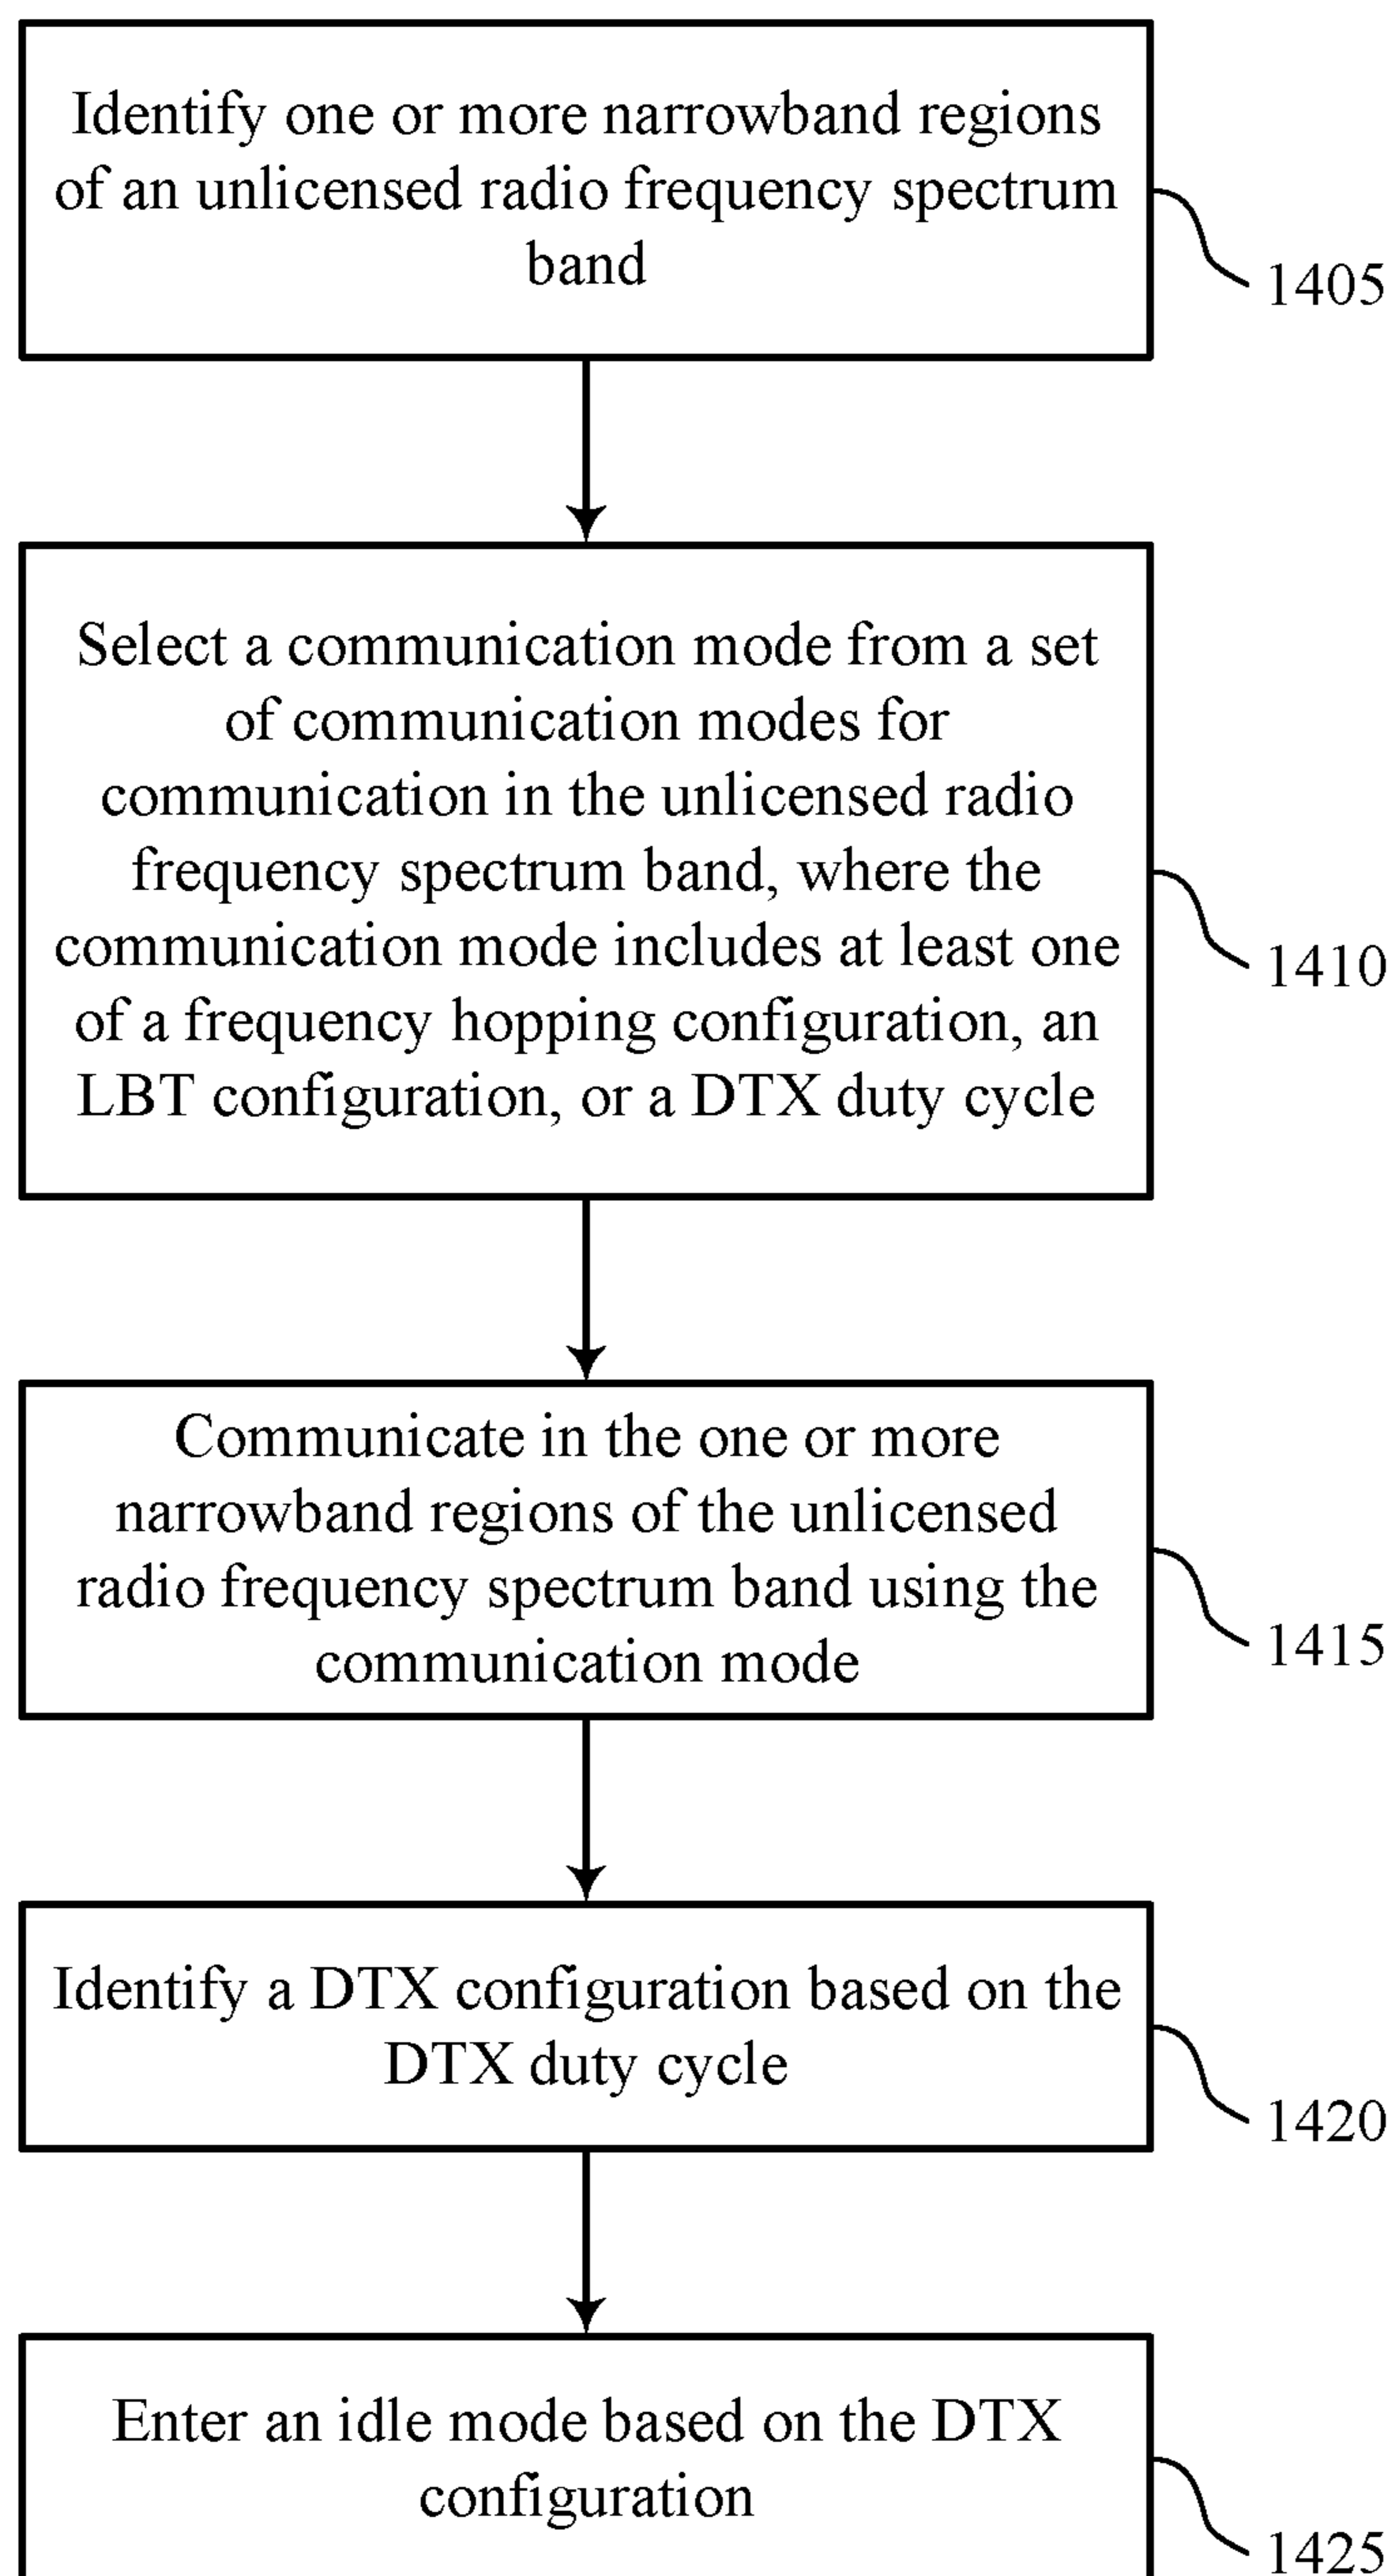 Identify one or more narrowband regions
of an unlicensed radio frequency spectrum
band
1405
Select a communication mode from a set
of communication modes for
communication in the unlicensed radio
frequency spectrum band, where the
communication mode includes at least one
of a frequency hopping configuration, an
LBT configuration, or a DTX duty cycle
1410
Communicate in the one or more
narrowband regions of the unlicensed
radio frequency spectrum band using the
communication mode
1415
Identify a DTX configuration based on the
DTX duty cycle
1420
Enter an idle mode based on the DTX
configuration
1425